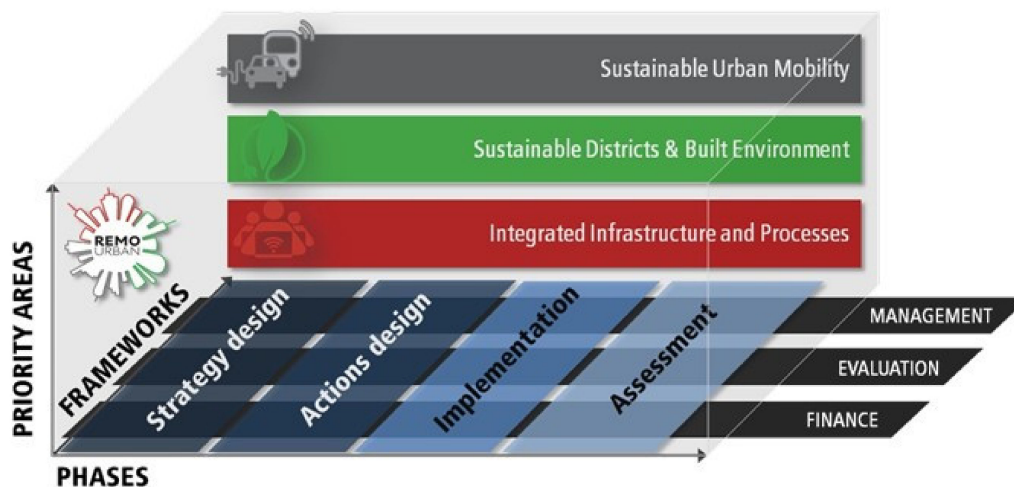 Sustainable Urban Mobility
Sustainable Districts & Built Environment
Integrated Infrastructure and Processes
REMO
URBAN
PRIORITY AREAS
FRAMEWORKS
Strategy design
Actions design
Implementation
Assessment
MANAGEMENT
EVALUATION
FINANCE
PHASES